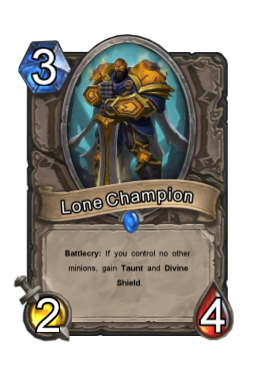 3
Lone Champion
Battlecry: If you control no other
minions, gain Taunt and Divine
Shield.
2
4